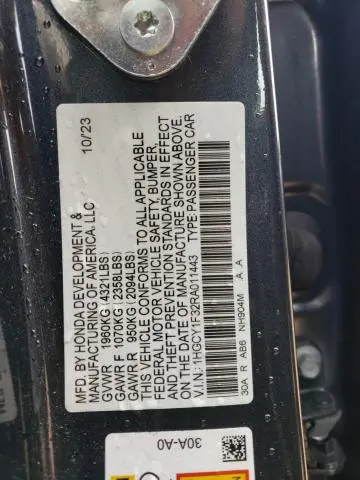 MFD. BY HONDA DEVELOPMENT & 10/23
MANUFACTURING OF AMERICA, LLC
GVWR 1960KG(4321LBS)
GAWR F 1070KG(2358LBS)
GAWR R 950KG(2094LBS)
THIS VEHICLE CONFORMS TO ALL APPLICABLE
FEDERAL MOTOR VEHICLE SAFETY, BUMPER,
AND THEFT PREVENTION STANDARDS IN EFFECT
ON THE DATE OF MANUFACTURE SHOWN ABOVE.
V.I.N.: 1HGCY1F32RA011443 TYPE:PASSENGER CAR
30A R AB6 NH904M A A
30A-A0